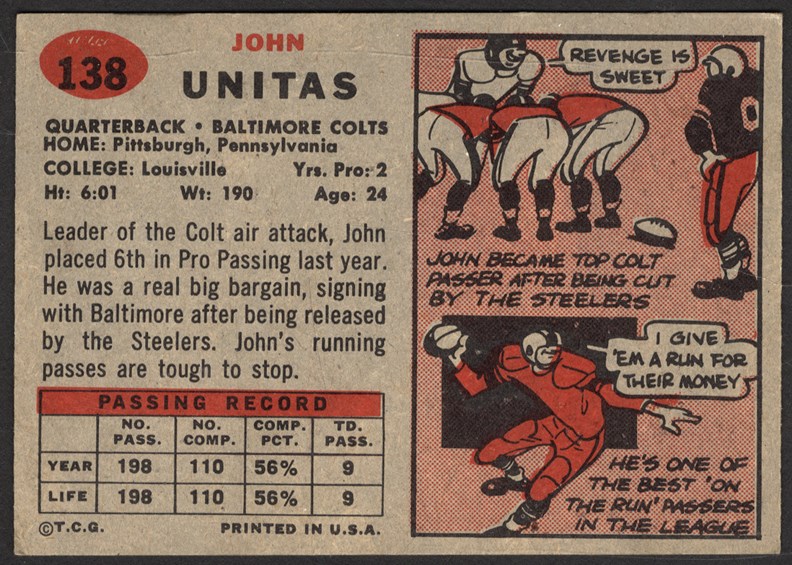 138
JOHN
UNITAS
QUARTERBACK • BALTIMORE COLTS
HOME: Pittsburgh, Pennsylvania
COLLEGE: Louisville Yrs. Pro: 2
Ht: 6:01 Wt: 190 Age: 24
Leader of the Colt air attack, John
placed 6th in Pro Passing last year.
He was a real big bargain, signing
with Baltimore after being released
by the Steelers. John's running
passes are tough to stop.
PASSING RECORD
NO. PASS. NO. COMP. COMP. PCT. TD. PASS.
YEAR 198 110 56% 9
LIFE 198 110 56% 9
©T.C.G. PRINTED IN U.S.A.
REVENGE IS
SWEET
0
JOHN BECAME TOP COLT
PASSER AFTER BEING CUT
BY THE STEELERS
I GIVE
'EM A RUN FOR
THEIR MONEY
HE'S ONE OF
THE BEST 'ON
THE RUN' PASSERS
IN THE LEAGUE